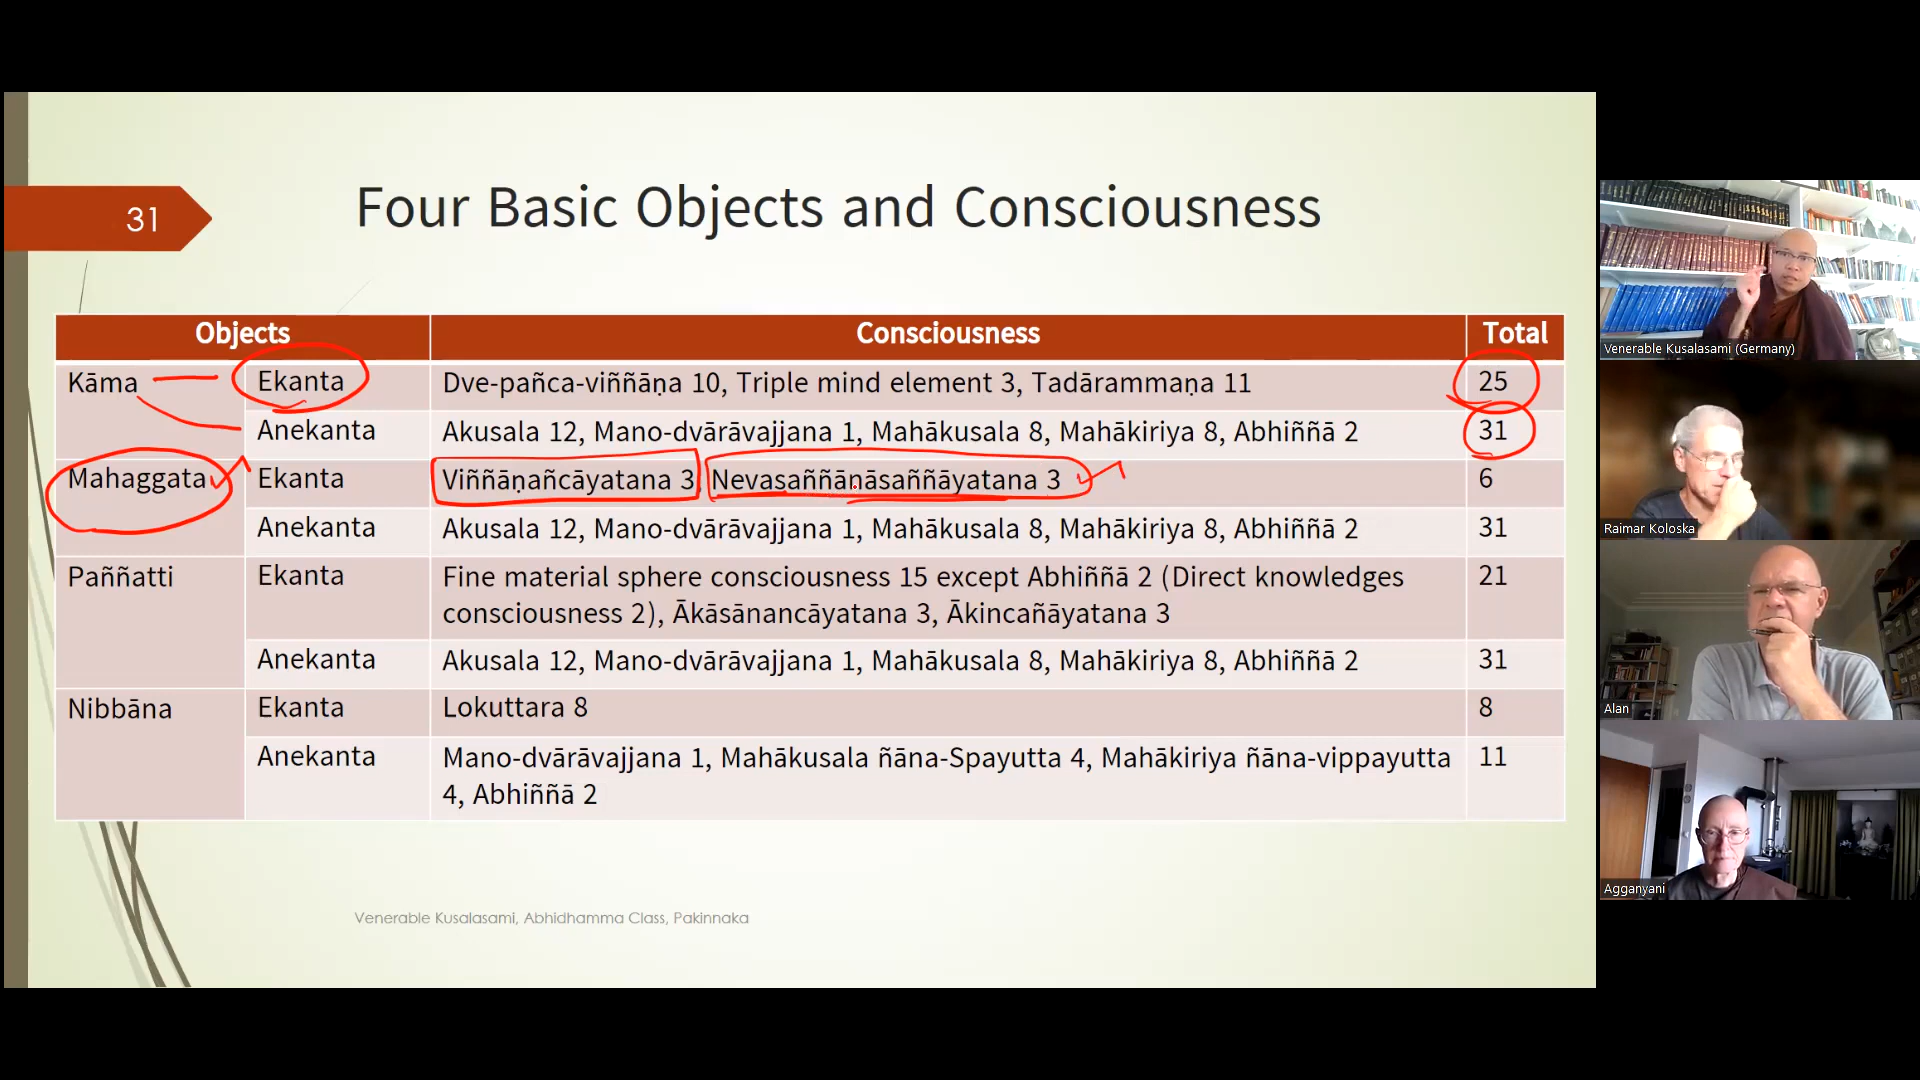 31
Four Basic Objects and Consciousness
Objects Consciousness Total
Kāma Ekanta Dve-pañca-viññāṇa 10, Triple mind element 3, Tadārammaṇa 11 25
Anekanta Akusala 12, Mano-dvārāvajjana 1, Mahākusala 8, Mahākiriya 8, Abhiññā 2 31
Mahaggata Ekanta Viññāṇañcāyatana 3, Nevasaññāṇāsaññāyatana 3 6
Anekanta Akusala 12, Mano-dvārāvajjana 1, Mahākusala 8, Mahākiriya 8, Abhiññā 2 31
Paññatti Ekanta Fine material sphere consciousness 15 except Abhiññā 2 (Direct knowledges 21
consciousness 2), Ākāsānancāyatana 3, Ākincañāyatana 3
Anekanta Akusala 12, Mano-dvārāvajjana 1, Mahākusala 8, Mahākiriya 8, Abhiññā 2 31
Nibbāna Ekanta Lokuttara 8 8
Anekanta Mano-dvārāvajjana 1, Mahākusala ñāna-Spayutta 4, Mahākiriya ñāna-vippayutta 11
4, Abhiññā 2
Venerable Kusalasami, Abhidhamma Class, Pakinnaka
Venerable Kusalasami (Germany)
Raimar Koloska
Alan
Agganyani